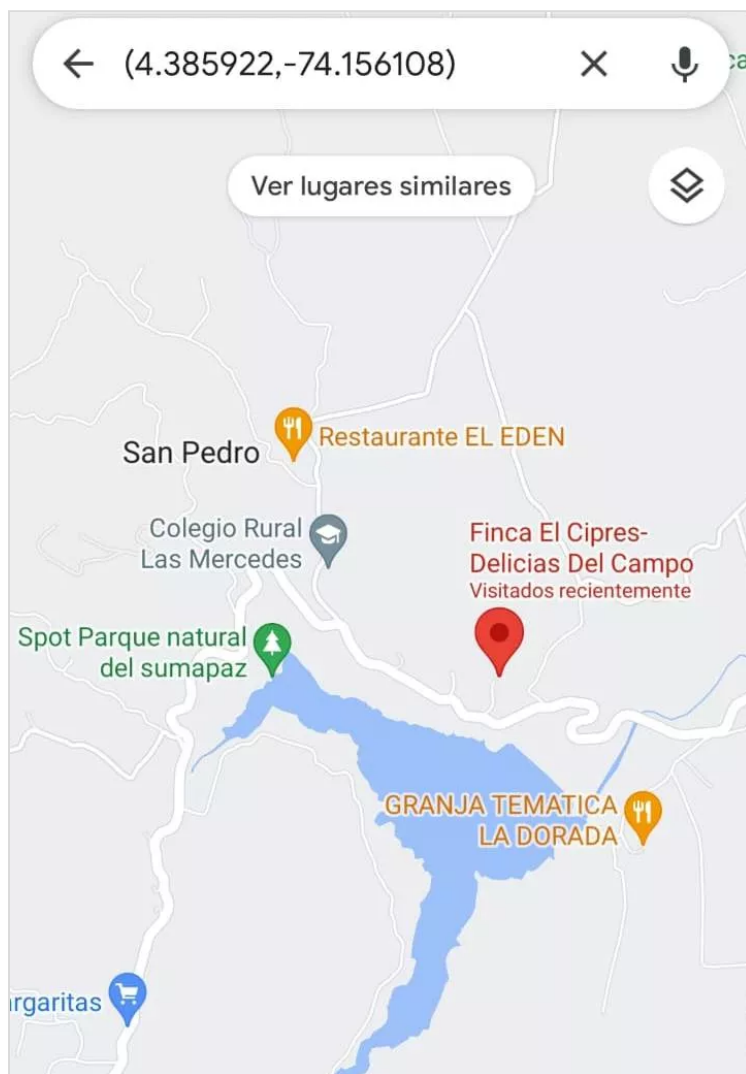 (4.385922,-74.156108)
Ver lugares similares
Restaurante EL EDEN
San Pedro
Colegio Rural
Las Mercedes
Finca El Cipres-
Delicias Del Campo
Visitados recientemente
Spot Parque natural
del sumapaz
GRANJA TEMATICA
LA DORADA
rgaritas